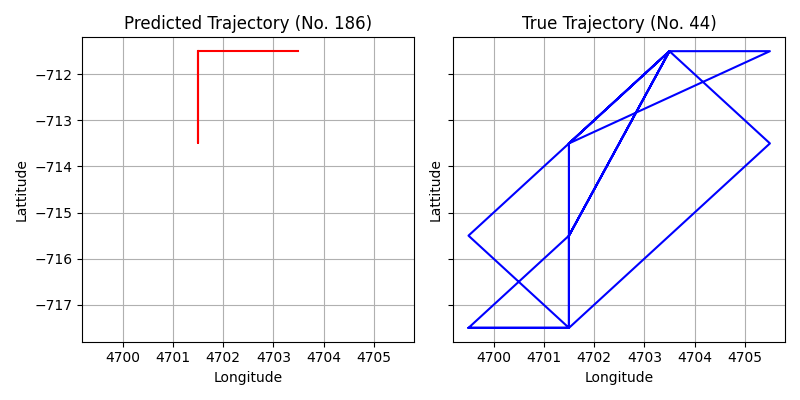 Predicted Trajectory (No. 186)
True Trajectory (No. 44)
Lattitude
−712
−713
−714
−715
−716
−717
4700 4701 4702 4703 4704 4705
Longitude
Lattitude
4700 4701 4702 4703 4704 4705
Longitude